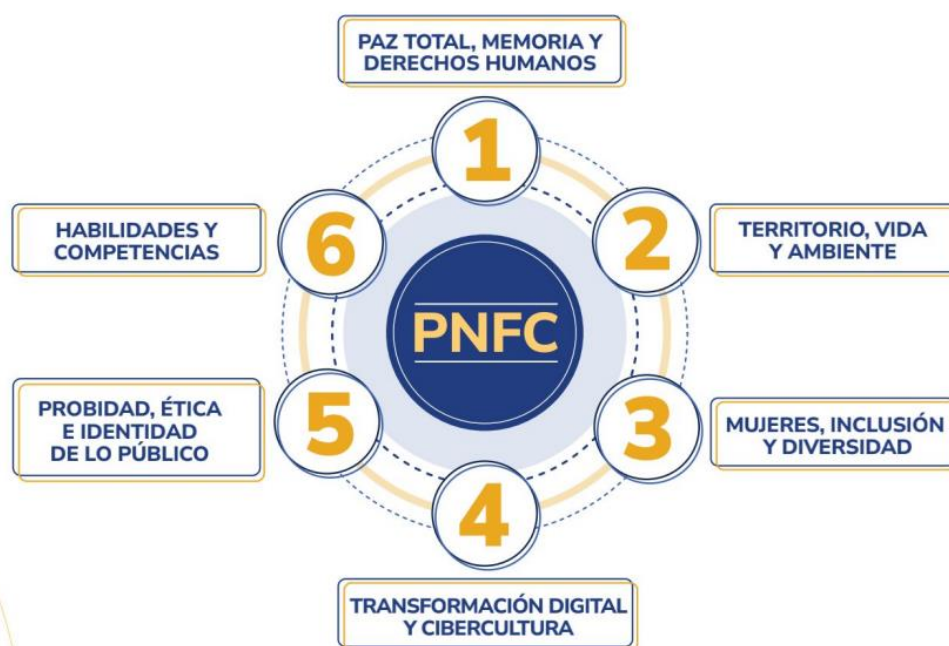 PAZ TOTAL, MEMORIA Y
DERECHOS HUMANOS
1
2
TERRITORIO, VIDA
Y AMBIENTE
3
MUJERES, INCLUSIÓN
Y DIVERSIDAD
4
TRANSFORMACIÓN DIGITAL
Y CIBERCULTURA
5
PROBIDAD, ÉTICA
E IDENTIDAD
DE LO PÚBLICO
6
HABILIDADES Y
COMPETENCIAS
PNFC